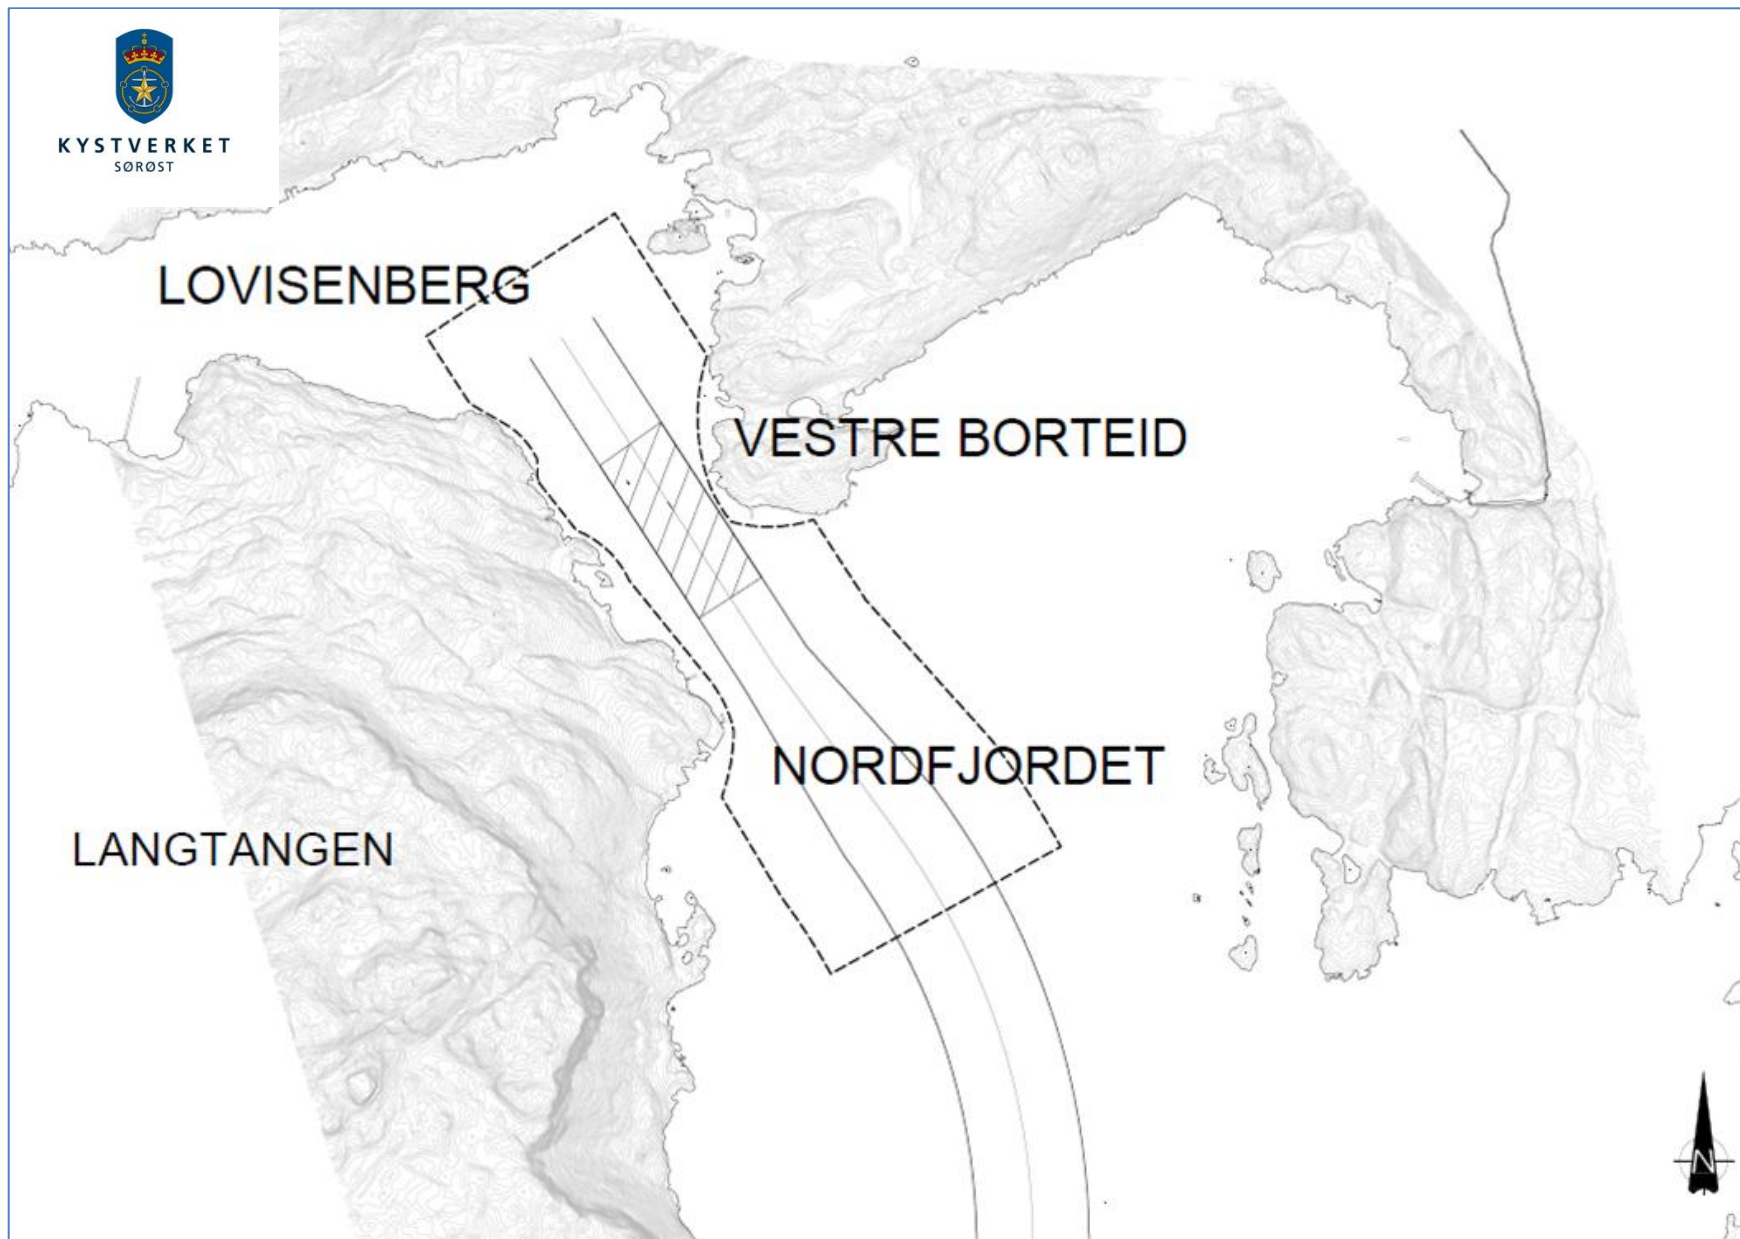 KYSTVERKET
SØRØST
LOVISENBERG
VESTRE BORTEID
NORDFJORDET
LANGTANGEN
N